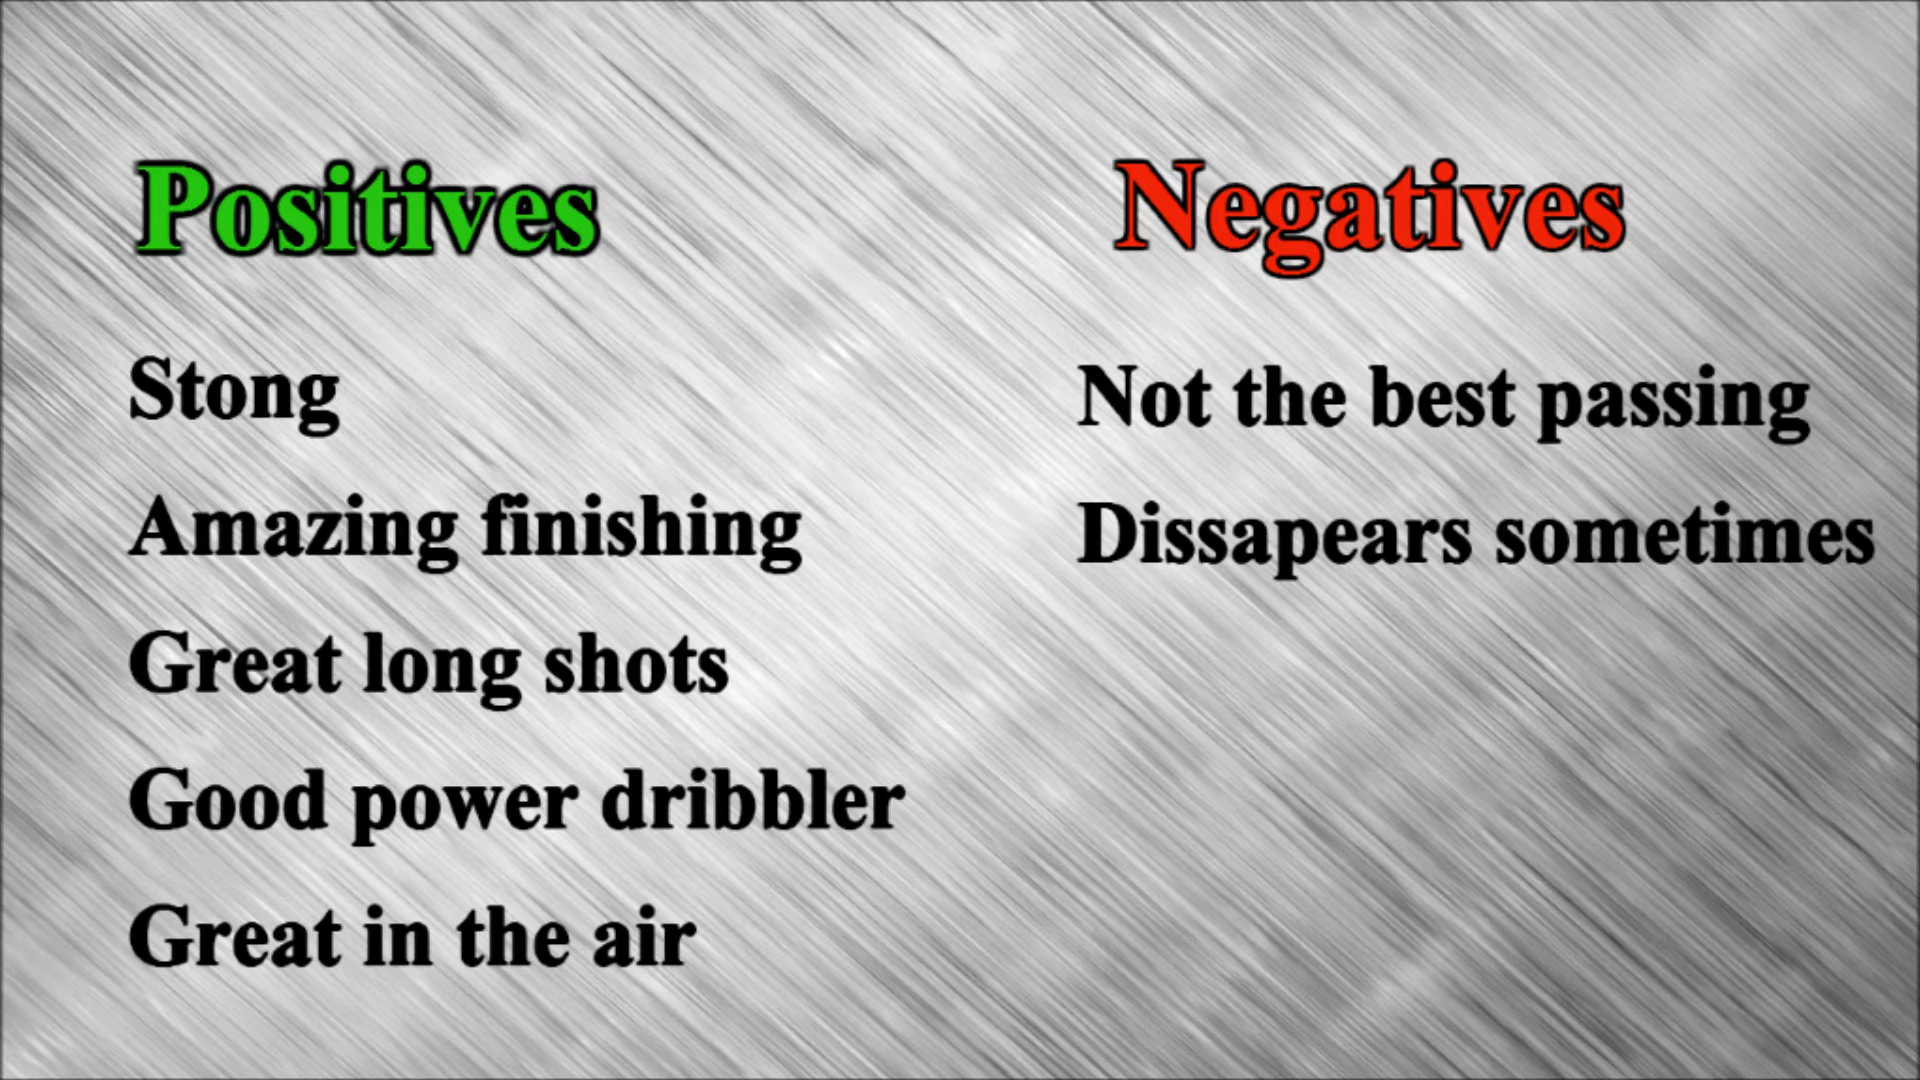 Positives
Stong
Amazing finishing
Great long shots
Good power dribbler
Great in the air
Negatives
Not the best passing
Dissapears sometimes